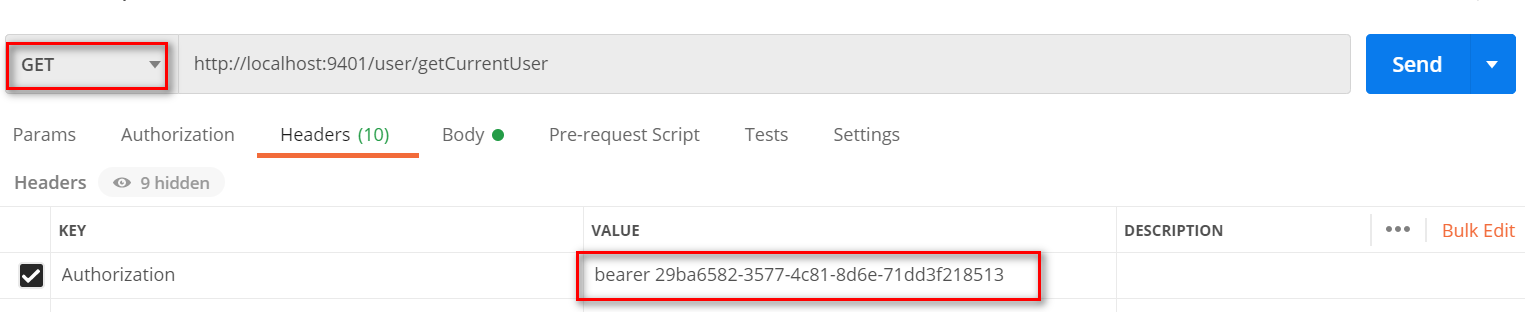 GET http://localhost:9401/user/getCurrentUser Send
Params Authorization Headers (10) Body Pre-request Script Tests Settings
Headers 9 hidden
KEY VALUE DESCRIPTION ••• Bulk Edit
Authorization bearer 29ba6582-3577-4c81-8d6e-71dd3f218513